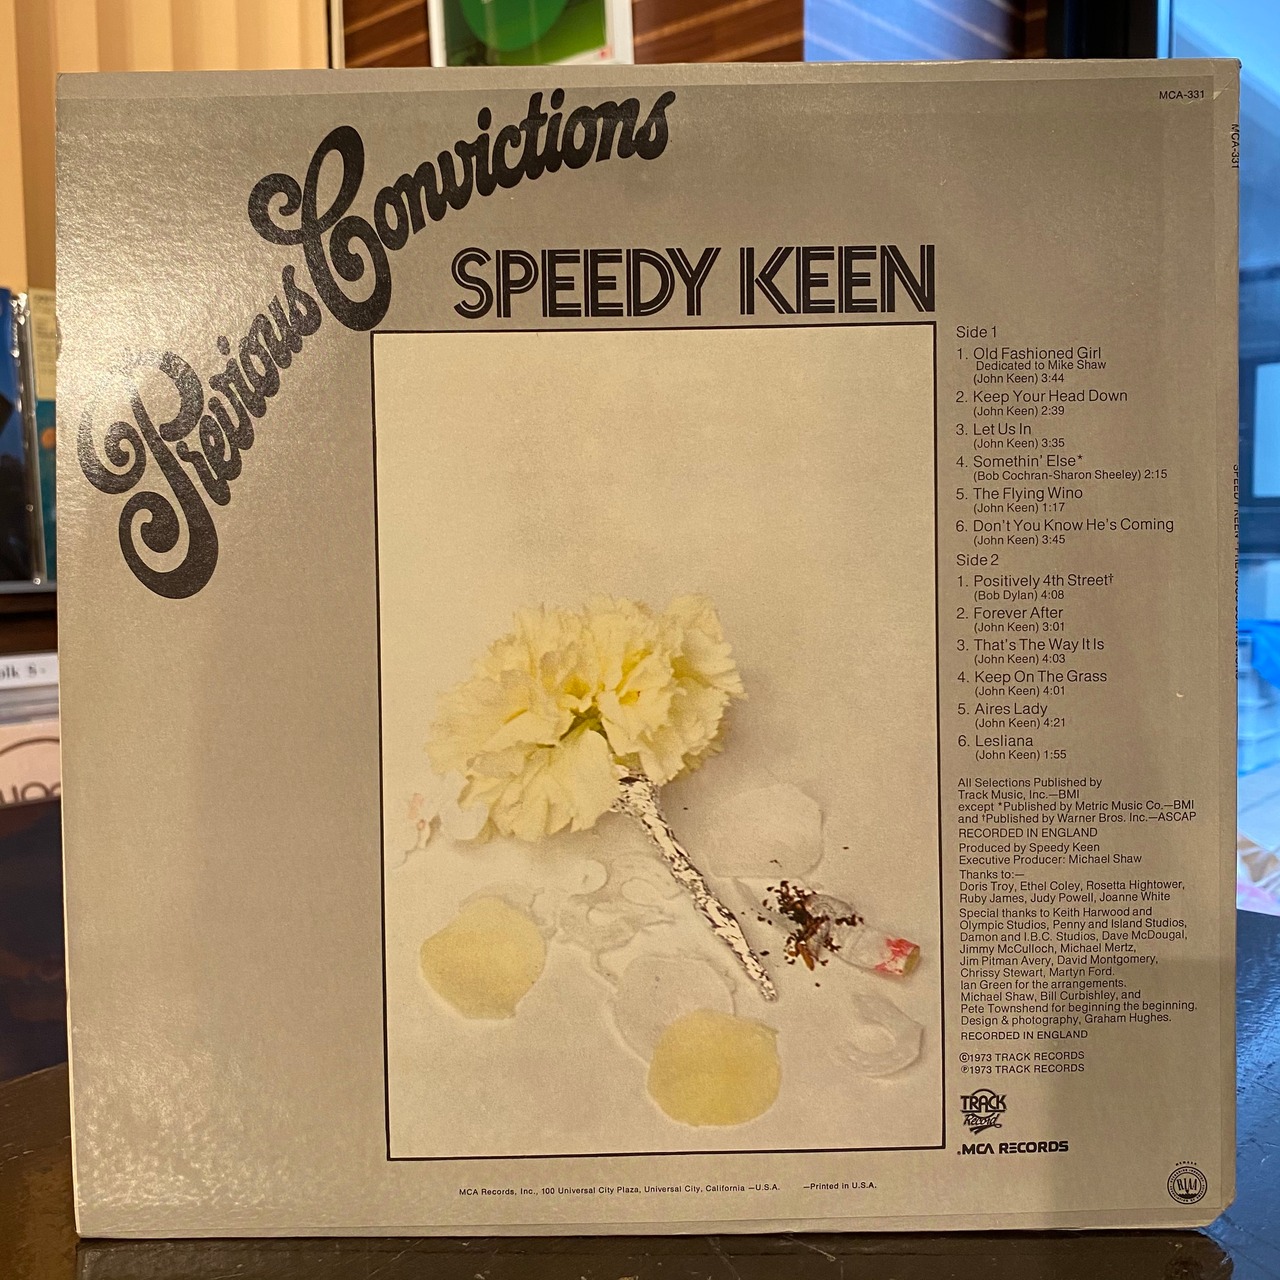 MCA-331
Previous Convictions
SPEEDY KEEN
Side 1
1. Old Fashioned Girl
Dedicated to Mike Shaw
(John Keen) 3:44
2. Keep Your Head Down
(John Keen) 2:39
3. Let Us In
(John Keen) 3:35
4. Somethin' Else*
(Bob Cochran-Sharon Sheeley) 2:15
5. The Flying Wino
(John Keen) 1:17
6. Don't You Know He's Coming
(John Keen) 3:45
Side 2
1. Positively 4th Street†
(Bob Dylan) 4:08
2. Forever After
(John Keen) 3:01
3. That's The Way It Is
(John Keen) 4:03
4. Keep On The Grass
(John Keen) 4:01
5. Aires Lady
(John Keen) 4:21
6. Lesliana
(John Keen) 1:55
All Selections Published by
Track Music, Inc.—BMI
except *Published by Metric Music Co.—BMI
and †Published by Warner Bros. Inc.—ASCAP
RECORDED IN ENGLAND
Produced by Speedy Keen
Executive Producer: Michael Shaw
Thanks to:—
Doris Troy, Ethel Coley, Rosetta Hightower,
Ruby James, Judy Powell, Joanne White
Special thanks to Keith Harwood and
Olympic Studios, Penny and Island Studios,
Damon and I.B.C. Studios, Dave McDougal,
Jimmy McCulloch, Michael Mertz,
Jim Pitman Avery, David Montgomery,
Chrissy Stewart, Martyn Ford.
Ian Green for the arrangements.
Michael Shaw, Bill Curbishley, and
Pete Townshend for beginning the beginning.
Design & photography, Graham Hughes.
RECORDED IN ENGLAND
©1973 TRACK RECORDS
℗1973 TRACK RECORDS
TRACK
Record
MCA RECORDS
MCA Records, Inc., 100 Universal City Plaza, Universal City, California —U.S.A. —Printed in U.S.A.
MCA-331